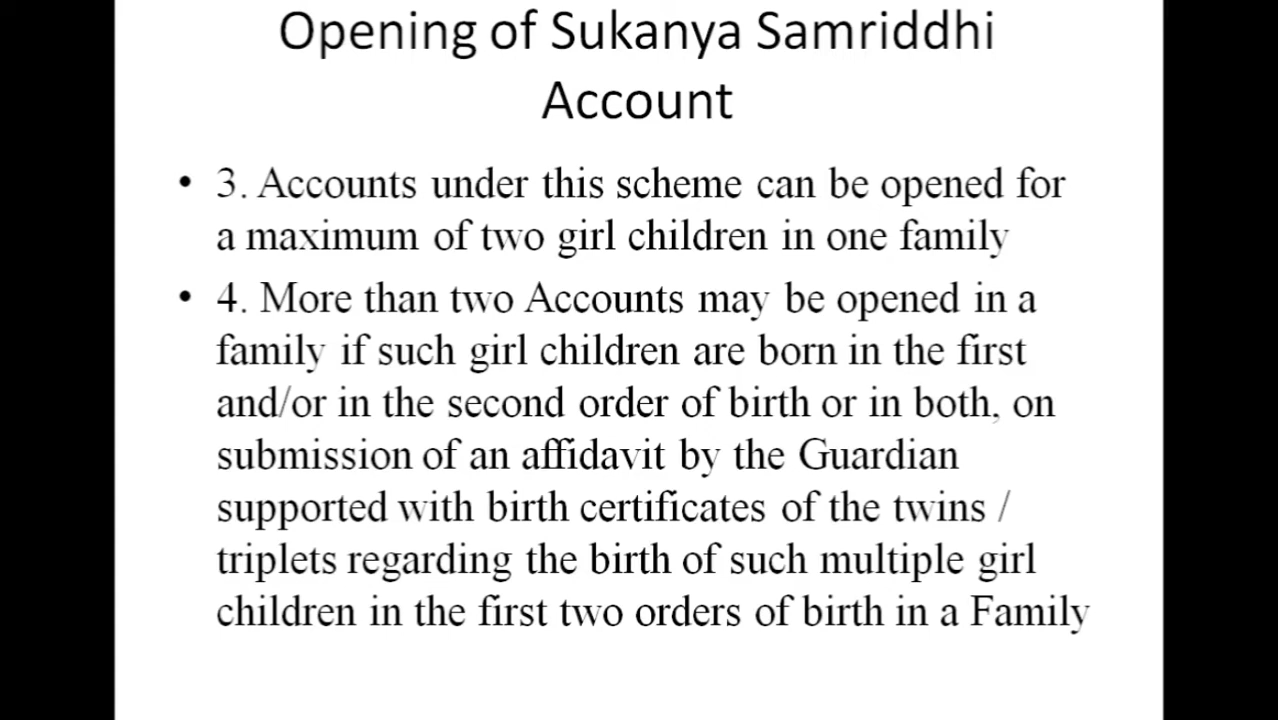 Opening of Sukanya Samriddhi
Account
• 3. Accounts under this scheme can be opened for
a maximum of two girl children in one family
• 4. More than two Accounts may be opened in a
family if such girl children are born in the first
and/or in the second order of birth or in both, on
submission of an affidavit by the Guardian
supported with birth certificates of the twins /
triplets regarding the birth of such multiple girl
children in the first two orders of birth in a Family